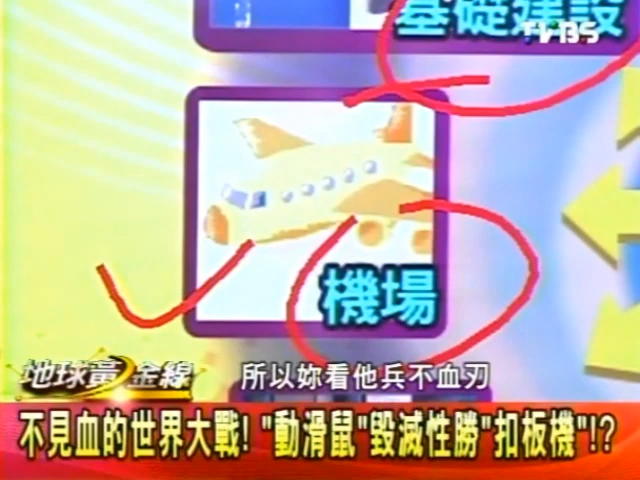 基礎建設
TVBS
機場
地球黃金線
所以妳看他兵不血刃
不見血的世界大戰!"動滑鼠"毀滅性勝"扣板機"!?